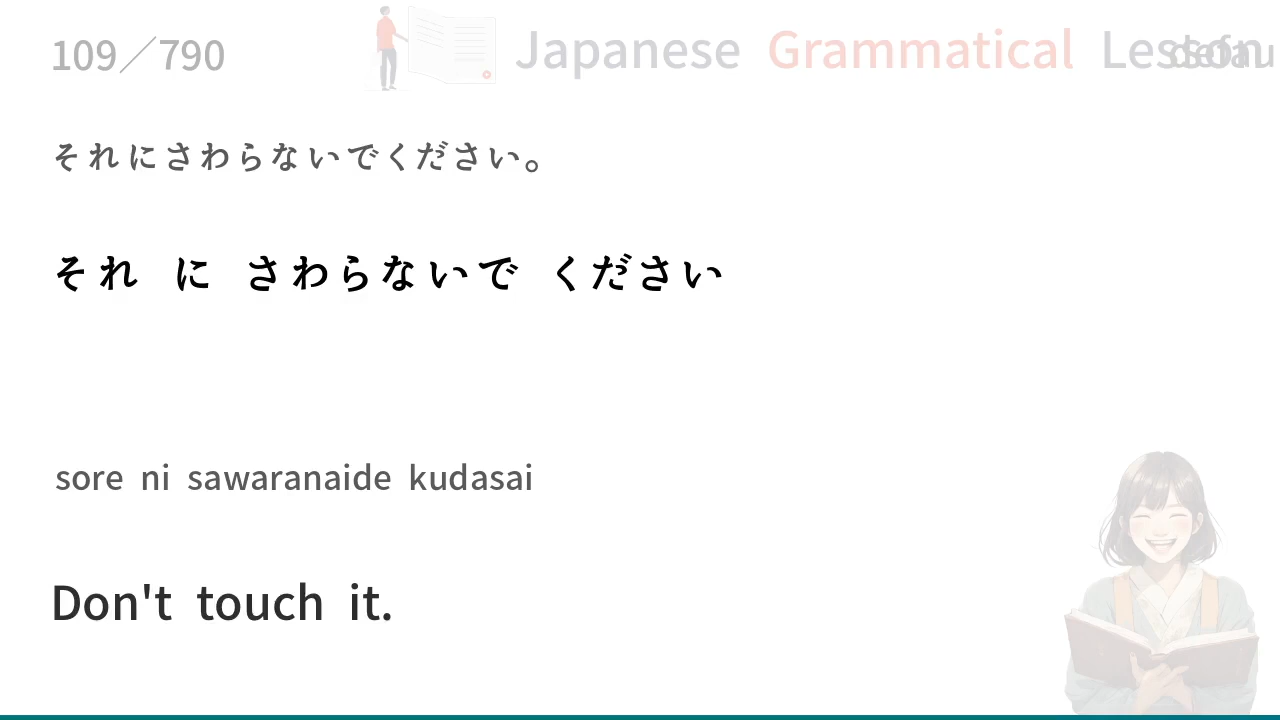 109／790
Japanese Grammatical Lesson
それにさわらないでください。
それ に さわらないで ください
sore ni sawaranaide kudasai
Don't touch it.